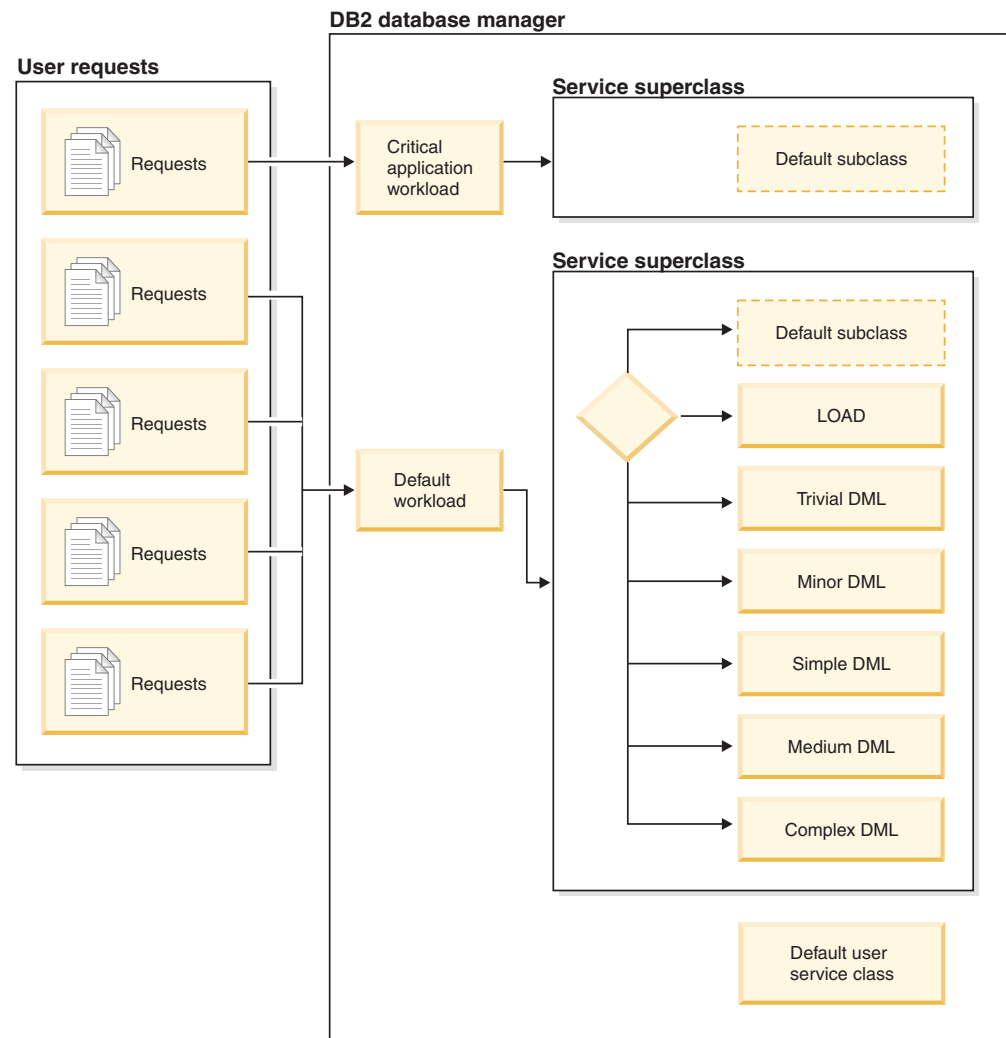 DB2 database manager
User requests
Service superclass
Requests
Critical
application
workload
Default subclass
Service superclass
Requests
Default subclass
Requests
LOAD
Default
workload
Trivial DML
Requests
Minor DML
Requests
Simple DML
Medium DML
Complex DML
Default user
service class